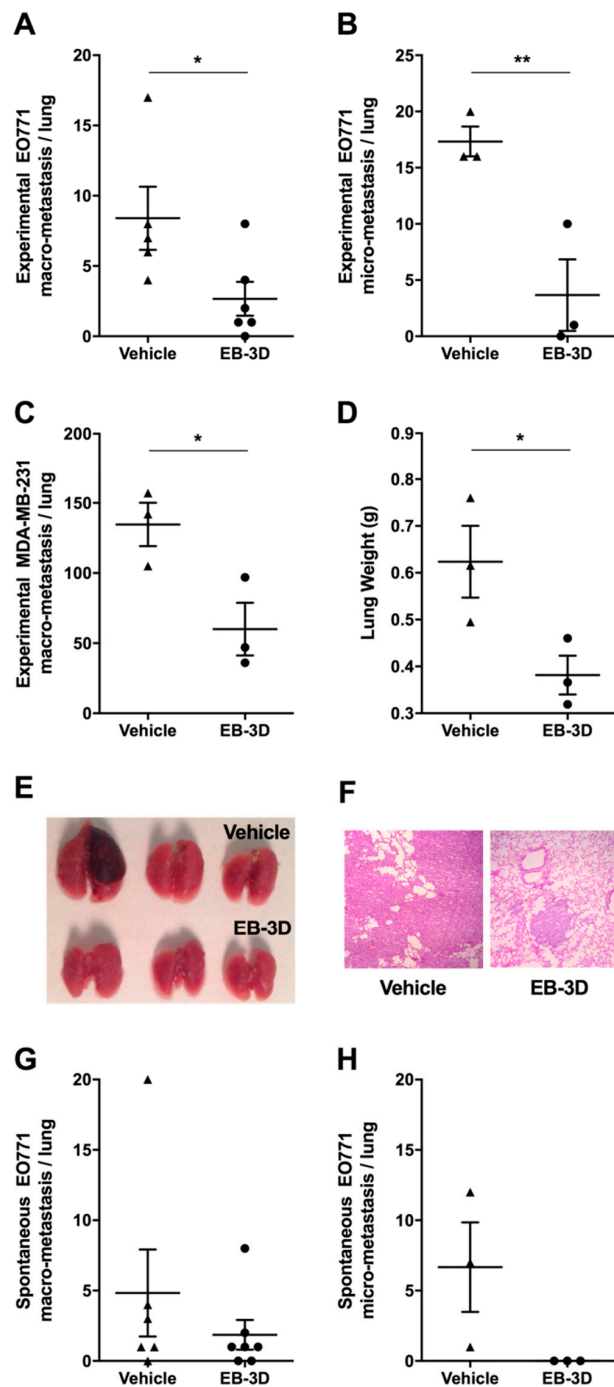 A
Experimental EO771
macro-metastasis / lung
20
15
10
5
0
*
Vehicle
EB-3D
B
Experimental EO771
micro-metastasis / lung
25
20
15
10
5
0
**
Vehicle
EB-3D
C
Experimental MDA-MB-231
macro-metastasis / lung
200
150
100
50
0
*
Vehicle
EB-3D
D
Lung Weight (g)
0.9
0.8
0.7
0.6
0.5
0.4
0.3
*
Vehicle
EB-3D
E
Vehicle
EB-3D
F
Vehicle
EB-3D
G
Spontaneous EO771
macro-metastasis / lung
20
15
10
5
0
Vehicle
EB-3D
H
Spontaneous EO771
micro-metastasis / lung
20
15
10
5
0
Vehicle
EB-3D